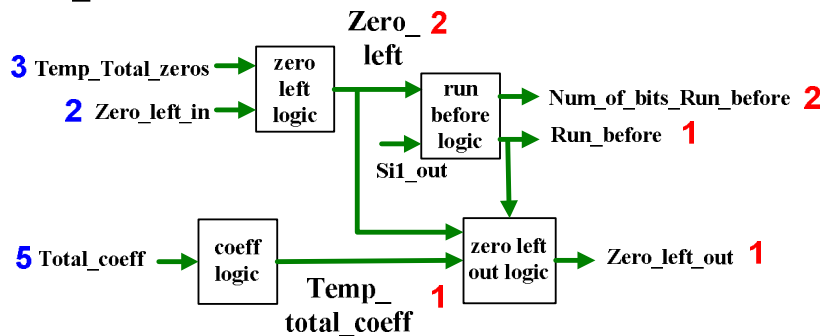 Zero_ 2
left
3 Temp_Total_zeros
2 Zero_left_in
zero
left
logic
run
before
logic
Si1_out
Num_of_bits_Run_before 2
Run_before 1
5 Total_coeff
coeff
logic
Temp_ 1
total_coeff
zero left
out logic
Zero_left_out 1